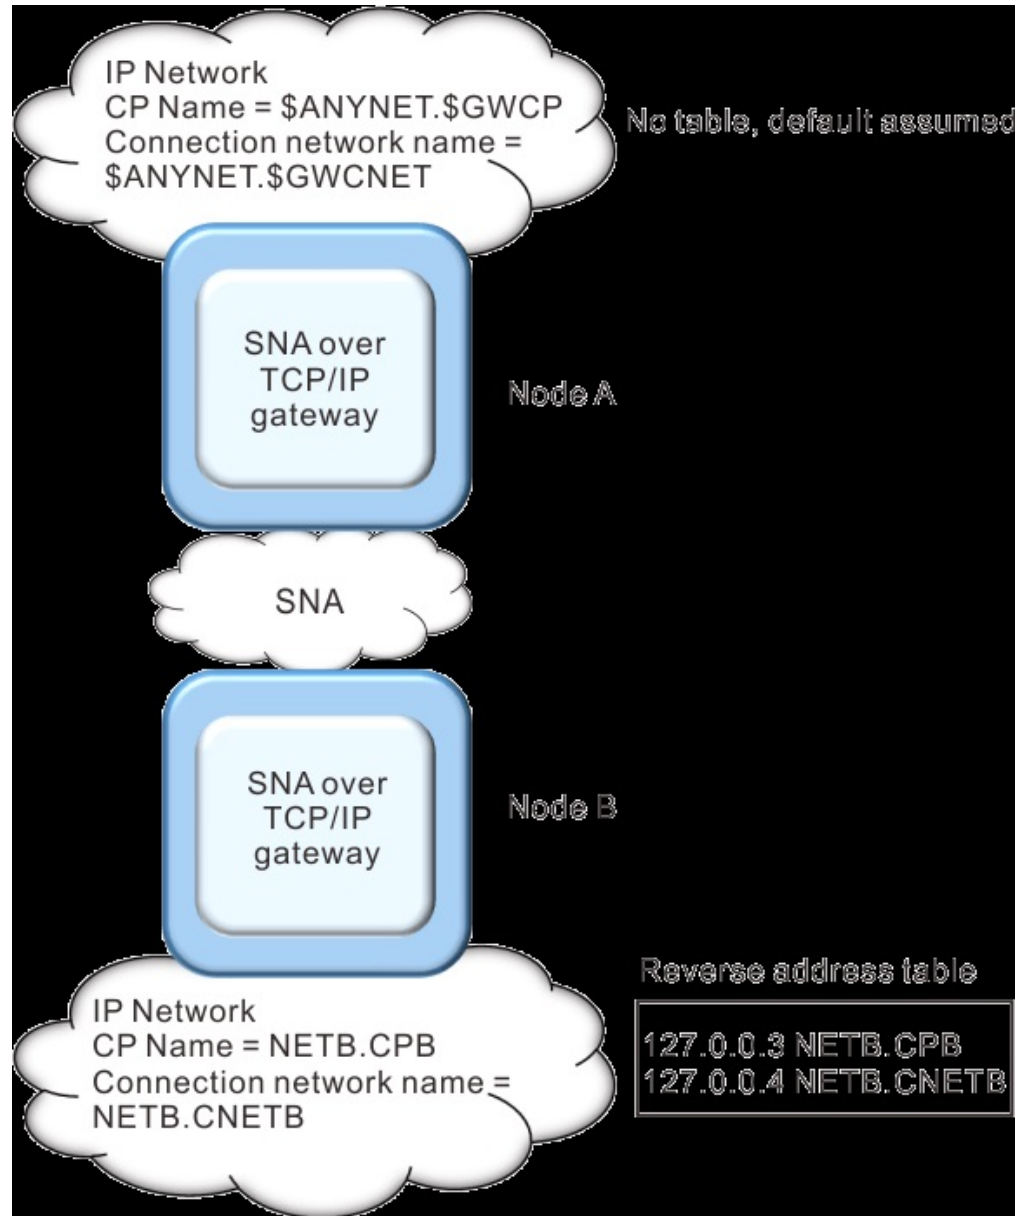 IP Network
CP Name = $ANYNET.$GWCP
Connection network name =
$ANYNET.$GWCNET
No table, default assumed
SNA over
TCP/IP
gateway
Node A
SNA
SNA over
TCP/IP
gateway
Node B
IP Network
CP Name = NETB.CPB
Connection network name =
NETB.CNETB
Reverse address table
127.0.0.3 NETB.CPB
127.0.0.4 NETB.CNETB